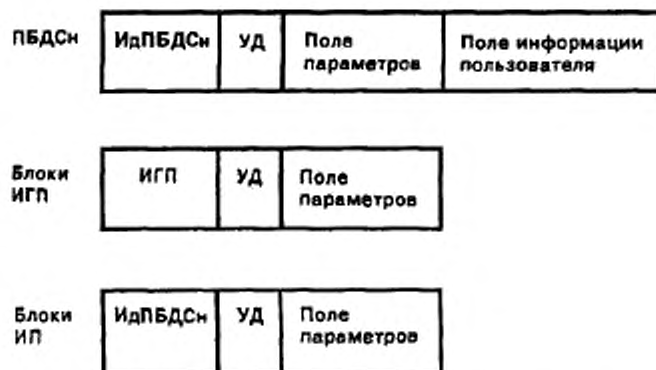 ПБДСн
ИдПБДСн
УД
Поле
параметров
Поле информации
пользователя
Блоки
ИГП
ИГП
УД
Поле
параметров
Блоки
ИП
ИдПБДСн
УД
Поле
параметров